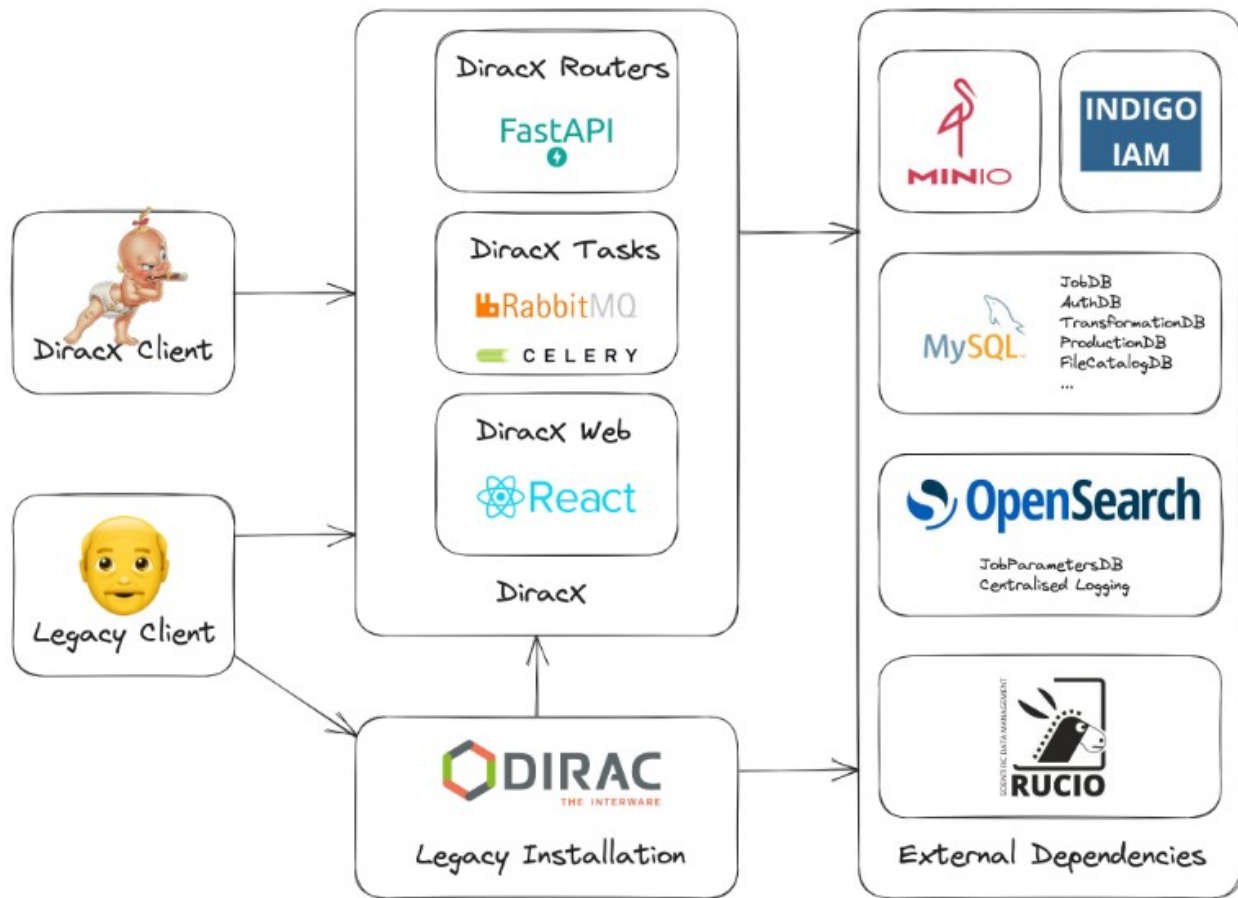 DiracX Client
Legacy Client
DiracX Routers
FastAPI
DiracX Tasks
RabbitMQ
CELERY
DiracX Web
React
DiracX
DIRAC
THE INTERWARE
Legacy Installation
MINIO
INDIGO
IAM
MySQL
JobDB
AuthDB
TransformationDB
ProductionDB
FileCatalogDB
...
OpenSearch
JobParametersDB
Centralised Logging
SCIENTIFIC DATA MANAGEMENT
RUCIO
External Dependencies